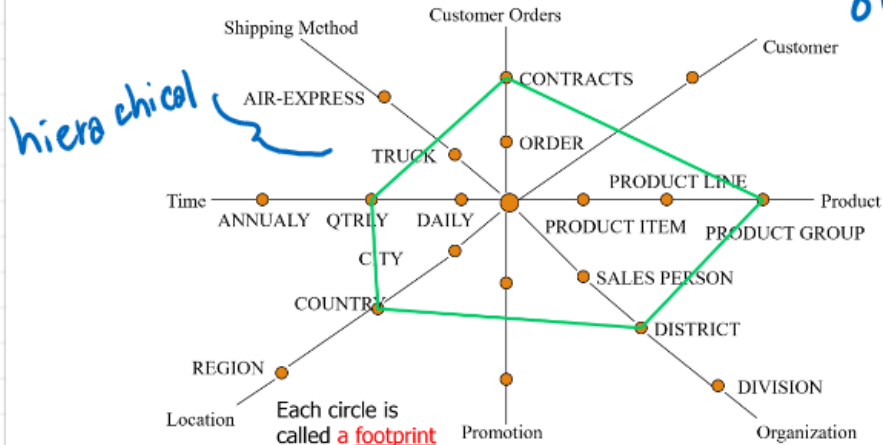 Customer Orders
Shipping Method
Customer
AIR-EXPRESS
CONTRACTS
hiera chical
TRUCK
ORDER
PRODUCT LINE
Time
Product
ANNUALY
QTRLY
DAILY
PRODUCT ITEM
PRODUCT GROUP
CITY
SALES PERSON
COUNTRY
DISTRICT
REGION
DIVISION
Location
Each circle is
called a footprint
Promotion
Organization